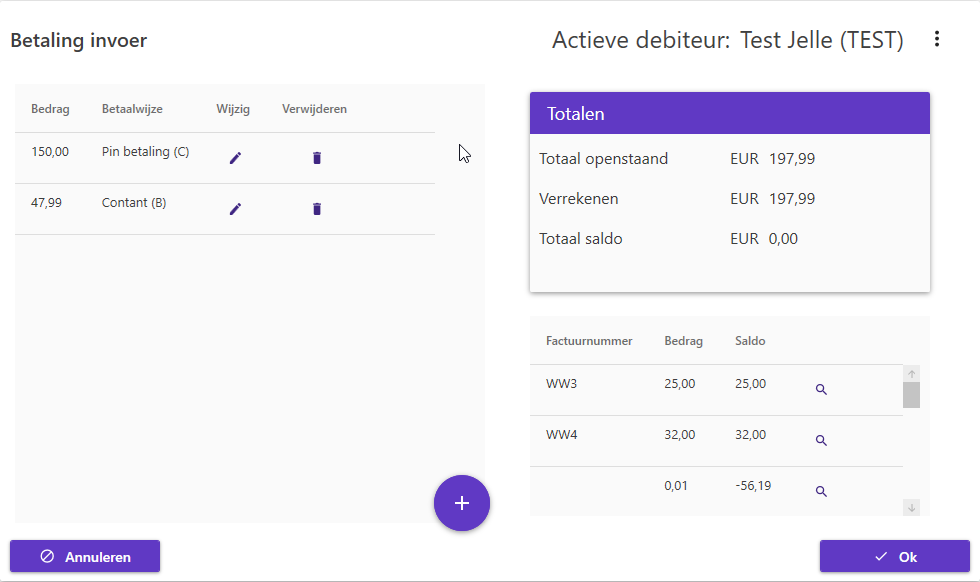 Betaling invoer
Actieve debiteur: Test Jelle (TEST)
Bedrag Betaalwijze Wijzig Verwijderen
150,00 Pin betaling (C)
47,99 Contant (B)
Totalen
Totaal openstaand EUR 197,99
Verrekenen EUR 197,99
Totaal saldo EUR 0,00
Factuurnummer Bedrag Saldo
WW3 25,00 25,00
WW4 32,00 32,00
0,01 -56,19
Annuleren
Ok